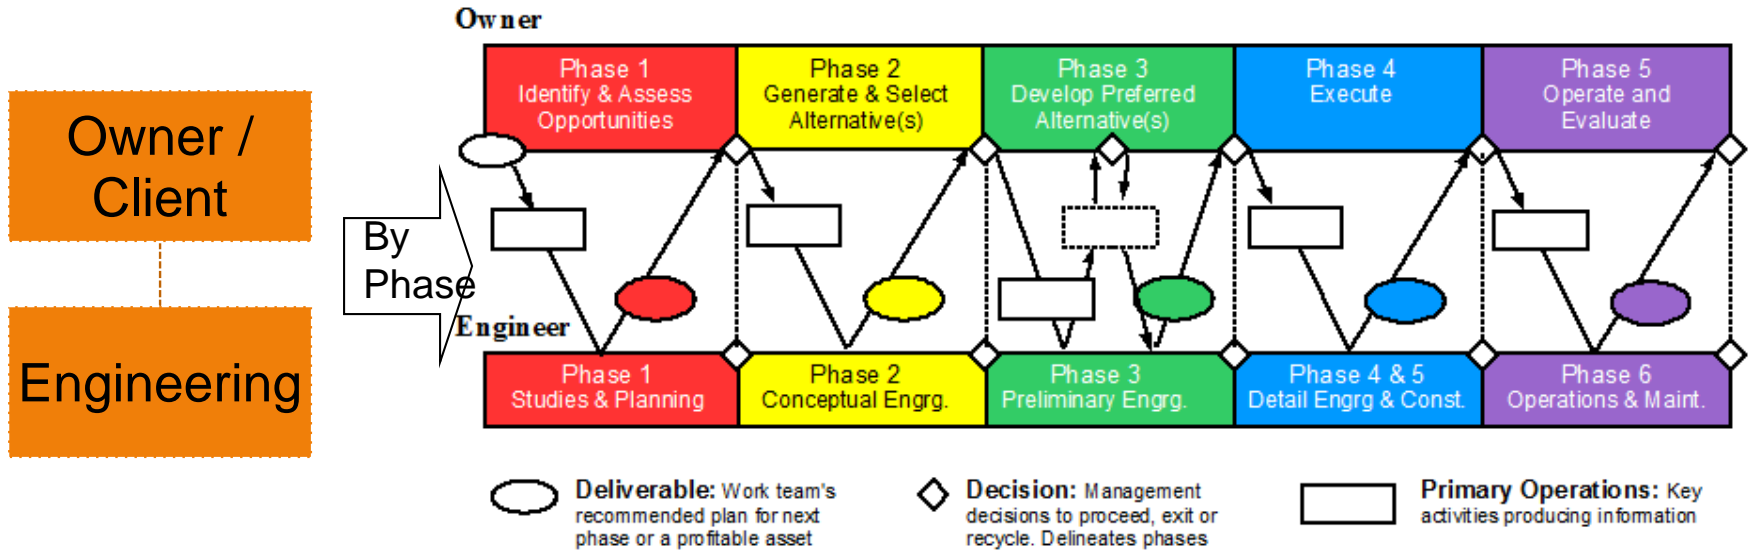 Owner /
Client
Engineering
By
Phase
Owner
Phase 1
Identify & Assess
Opportunities
Phase 2
Generate & Select
Alternative(s)
Phase 3
Develop Preferred
Alternative(s)
Phase 4
Execute
Phase 5
Operate and
Evaluate
Engineer
Phase 1
Studies & Planning
Phase 2
Conceptual Engrg.
Phase 3
Preliminary Engrg.
Phase 4 & 5
Detail Engrg & Const.
Phase 6
Operations & Maint.
Deliverable: Work team's
recommended plan for next
phase or a profitable asset
Decision: Management
decisions to proceed, exit or
recycle. Delineates phases
Primary Operations: Key
activities producing information